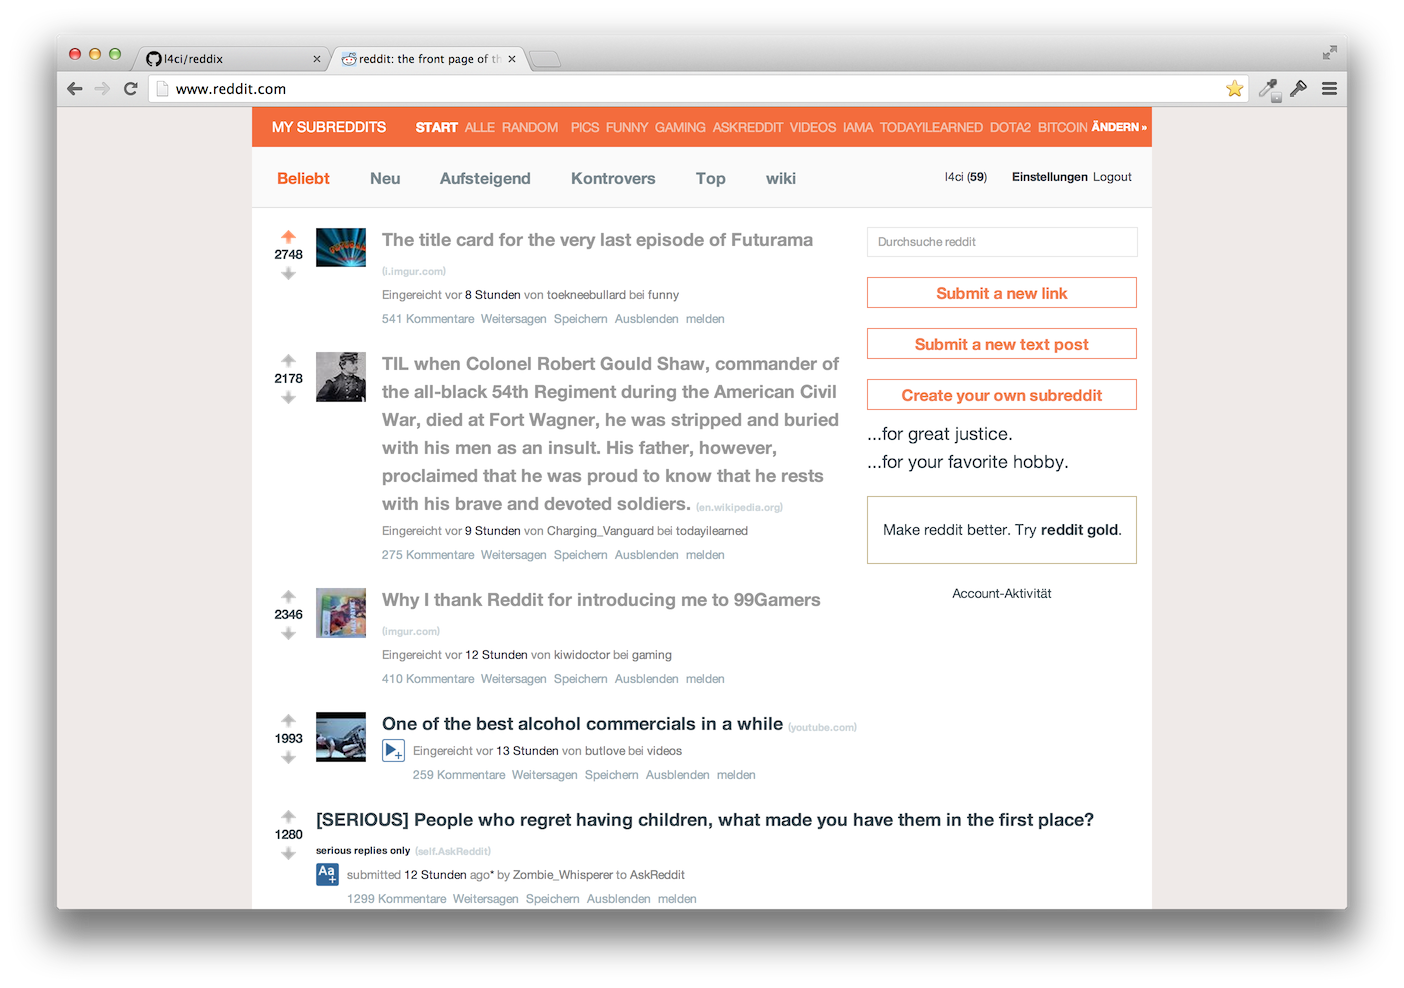 l4ci/reddix
reddit: the front page of th
www.reddit.com
MY SUBREDDITS START ALLE RANDOM PICS FUNNY GAMING ASKREDDIT VIDEOS IAMA TODAYILEARNED DOTA2 BITCOIN ÄNDERN »
Beliebt Neu Aufsteigend Kontrovers Top wiki l4ci (59) Einstellungen Logout
2748
The title card for the very last episode of Futurama
(i.imgur.com)
Eingereicht vor 8 Stunden von toekneebullard bei funny
541 Kommentare Weitersagen Speichern Ausblenden melden
2178
TIL when Colonel Robert Gould Shaw, commander of
the all-black 54th Regiment during the American Civil
War, died at Fort Wagner, he was stripped and buried
with his men as an insult. His father, however,
proclaimed that he was proud to know that he rests
with his brave and devoted soldiers. (en.wikipedia.org)
Eingereicht vor 9 Stunden von Charging_Vanguard bei todayilearned
275 Kommentare Weitersagen Speichern Ausblenden melden
2346
Why I thank Reddit for introducing me to 99Gamers
(imgur.com)
Eingereicht vor 12 Stunden von kiwidoctor bei gaming
410 Kommentare Weitersagen Speichern Ausblenden melden
1993
One of the best alcohol commercials in a while (youtube.com)
Eingereicht vor 13 Stunden von butlove bei videos
259 Kommentare Weitersagen Speichern Ausblenden melden
1280
[SERIOUS] People who regret having children, what made you have them in the first place?
serious replies only (self.AskReddit)
Aa+
submitted 12 Stunden ago* by Zombie_Whisperer to AskReddit
1299 Kommentare Weitersagen Speichern Ausblenden melden
Durchsuche reddit
Submit a new link
Submit a new text post
Create your own subreddit
...for great justice.
...for your favorite hobby.
Make reddit better. Try reddit gold.
Account-Aktivität